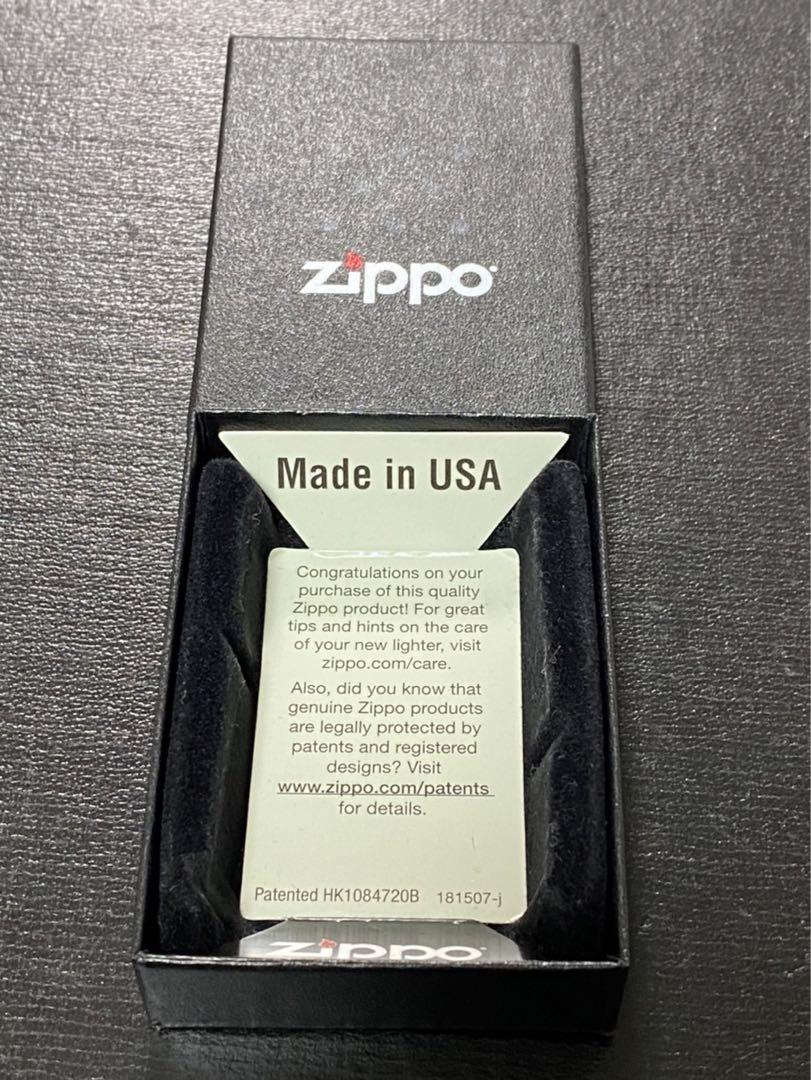 Zippo
Made in USA
Congratulations on your
purchase of this quality
Zippo product! For great
tips and hints on the care
of your new lighter, visit
zippo.com/care.
Also, did you know that
genuine Zippo products
are legally protected by
patents and registered
designs? Visit
www.zippo.com/patents
for details.
Patented HK1084720B 181507-j
Zippo